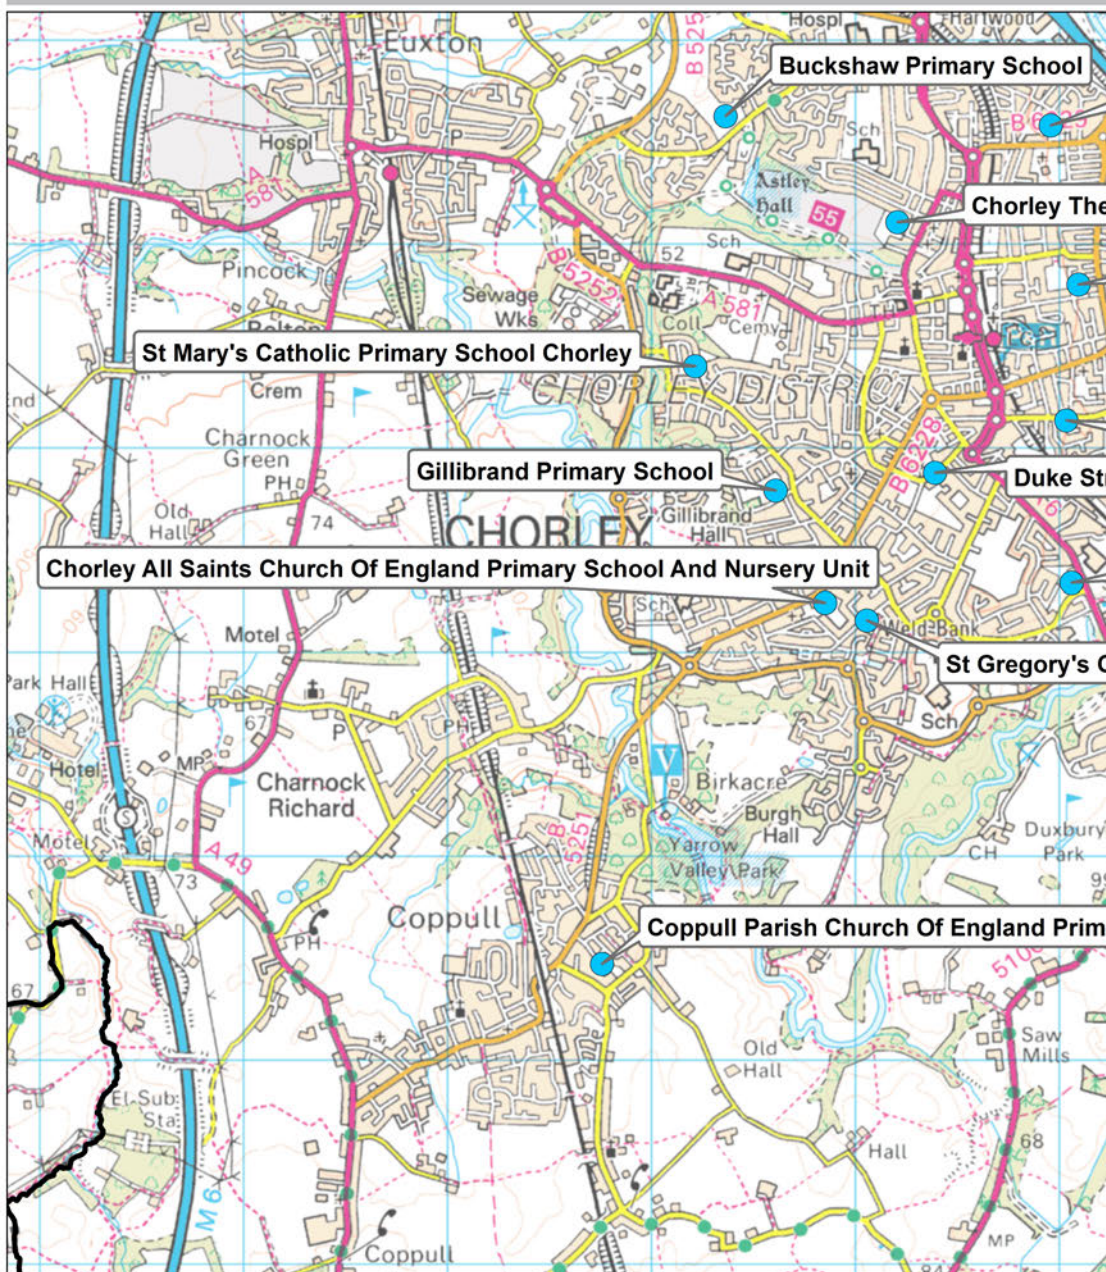 Hospl
Hartwood
Euxton
B 525
Buckshaw Primary School
Hospl
P
Sch
A
581
Astley
Hall
55
Chorley The
Sch
52
Pincock
B 5252
Sewage
Wks
A 581
Coll
Cemy
TH
St Mary's Catholic Primary School Chorley
CHORLEY DISTRICT
Crem
Charnock
Green
PH
B 6228
Gillibrand Primary School
Duke Str
Old
Hall
74
Gillibrand
Hall
CHORLEY
Chorley All Saints Church Of England Primary School And Nursery Unit
Sch
Weld Bank
Motel
St Gregory's C
Park Hall
67
P
PH
Sch
MP
Hotel
Charnock
Richard
V
Birkacre
S
Burgh
Hall
Motel
A 49
B
5251
Yarrow
Valley Park
CH
Duxbury
Park
73
99
Coppull
PH
Coppull Parish Church Of England Prim
67
5106
Saw
Mills
Old
Hall
El Sub
Sta
68
Hall
M 6
MP
Coppull
84